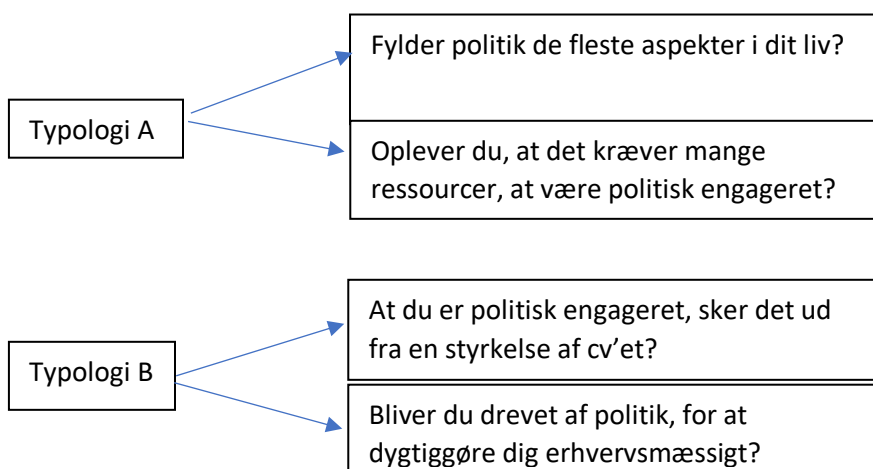 Typologi A
Fylder politik de fleste aspekter i dit liv?
Oplever du, at det kræver mange
ressourcer, at være politisk engageret?
Typologi B
At du er politisk engageret, sker det ud
fra en styrkelse af cv’et?
Bliver du drevet af politik, for at
dygtiggøre dig erhvervsmæssigt?